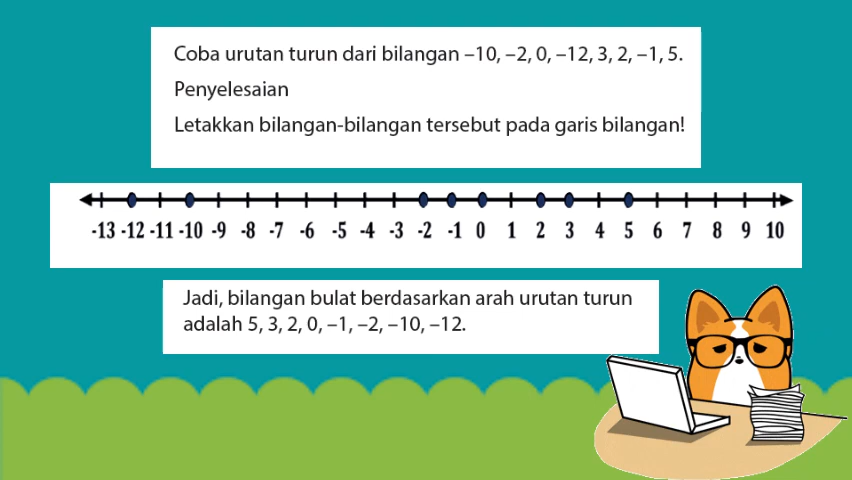 Coba urutan turun dari bilangan –10, –2, 0, –12, 3, 2, –1, 5.
Penyelesaian
Letakkan bilangan-bilangan tersebut pada garis bilangan!
-13 -12 -11 -10 -9 -8 -7 -6 -5 -4 -3 -2 -1 0 1 2 3 4 5 6 7 8 9 10
Jadi, bilangan bulat berdasarkan arah urutan turun
adalah 5, 3, 2, 0, –1, –2, –10, –12.